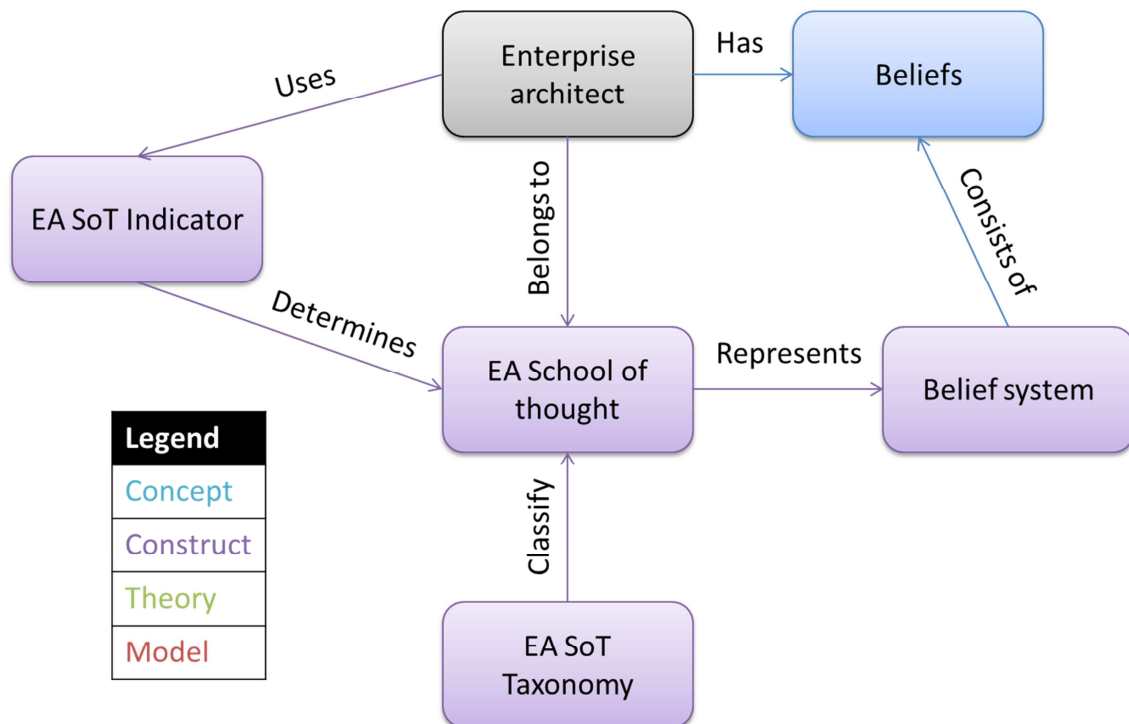 Enterprise
architect
Has
Beliefs
Uses
EA SoT Indicator
Belongs to
Consists of
Determines
EA School of
thought
Represents
Belief system
Legend
Concept
Construct
Theory
Model
Classify
EA SoT
Taxonomy